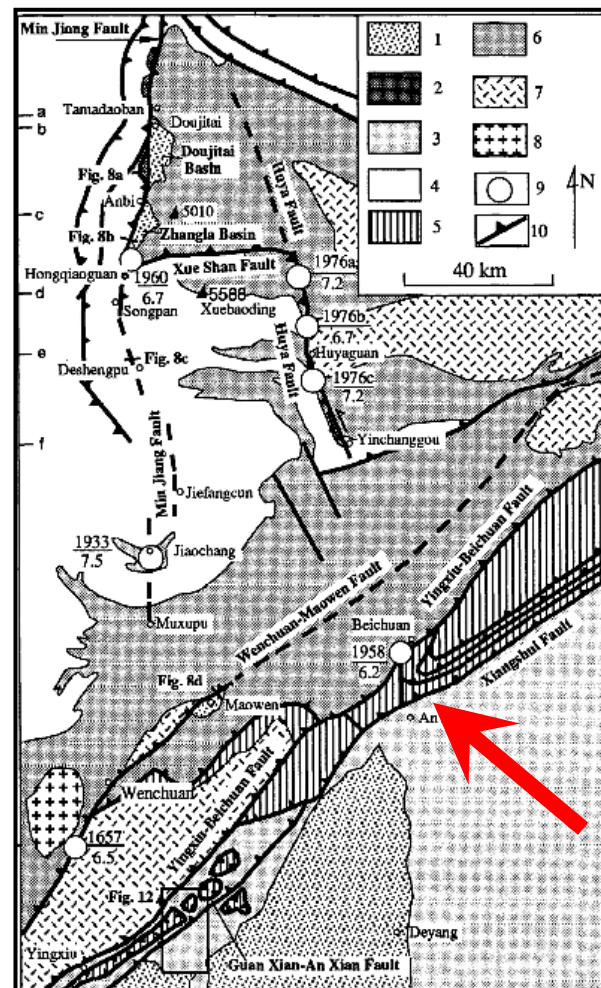 Min Jiang Fault
Tamadaoban
Doujitai
Doujitai
Basin
Fig. 8a
Anbi
5010
Fig. 8b
Zhangla Basin
Hongqiaoguan
Xue Shan Fault
1960
6.7
5588
Songpan
Xuebaoding
Huya Fault
1976a
7.2
1976b
6.7
Huyaguan
1976c
7.2
Huya Fault
Yinchanggou
Deshengpu
Fig. 8c
Min Jiang Fault
Jiefangcun
1933
7.5
Jiaochang
Muxupu
Wenchuan-Maowen Fault
Yingxiu-Beichuan Fault
Beichuan
1958
6.2
Xiangshui Fault
An
Fig. 8d
Maowen
Wenchuan
Yingxiu-Beichuan Fault
1657
6.5
Fig. 12
Yingxiu
Deyang
Guan Xian-An Xian Fault
a
b
c
d
e
f
1
2
3
4
5
6
7
8
9
10
N
40 km